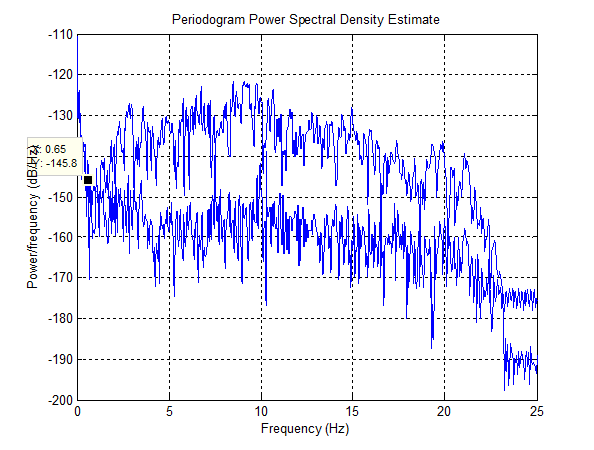 Periodogram Power Spectral Density Estimate
-110
-120
-130
-150
-160
-170
-180
-190
-200
Power/frequency (dB/Hz)
: 0.65
: -145.8
0 5 10 15 20 25
Frequency (Hz)